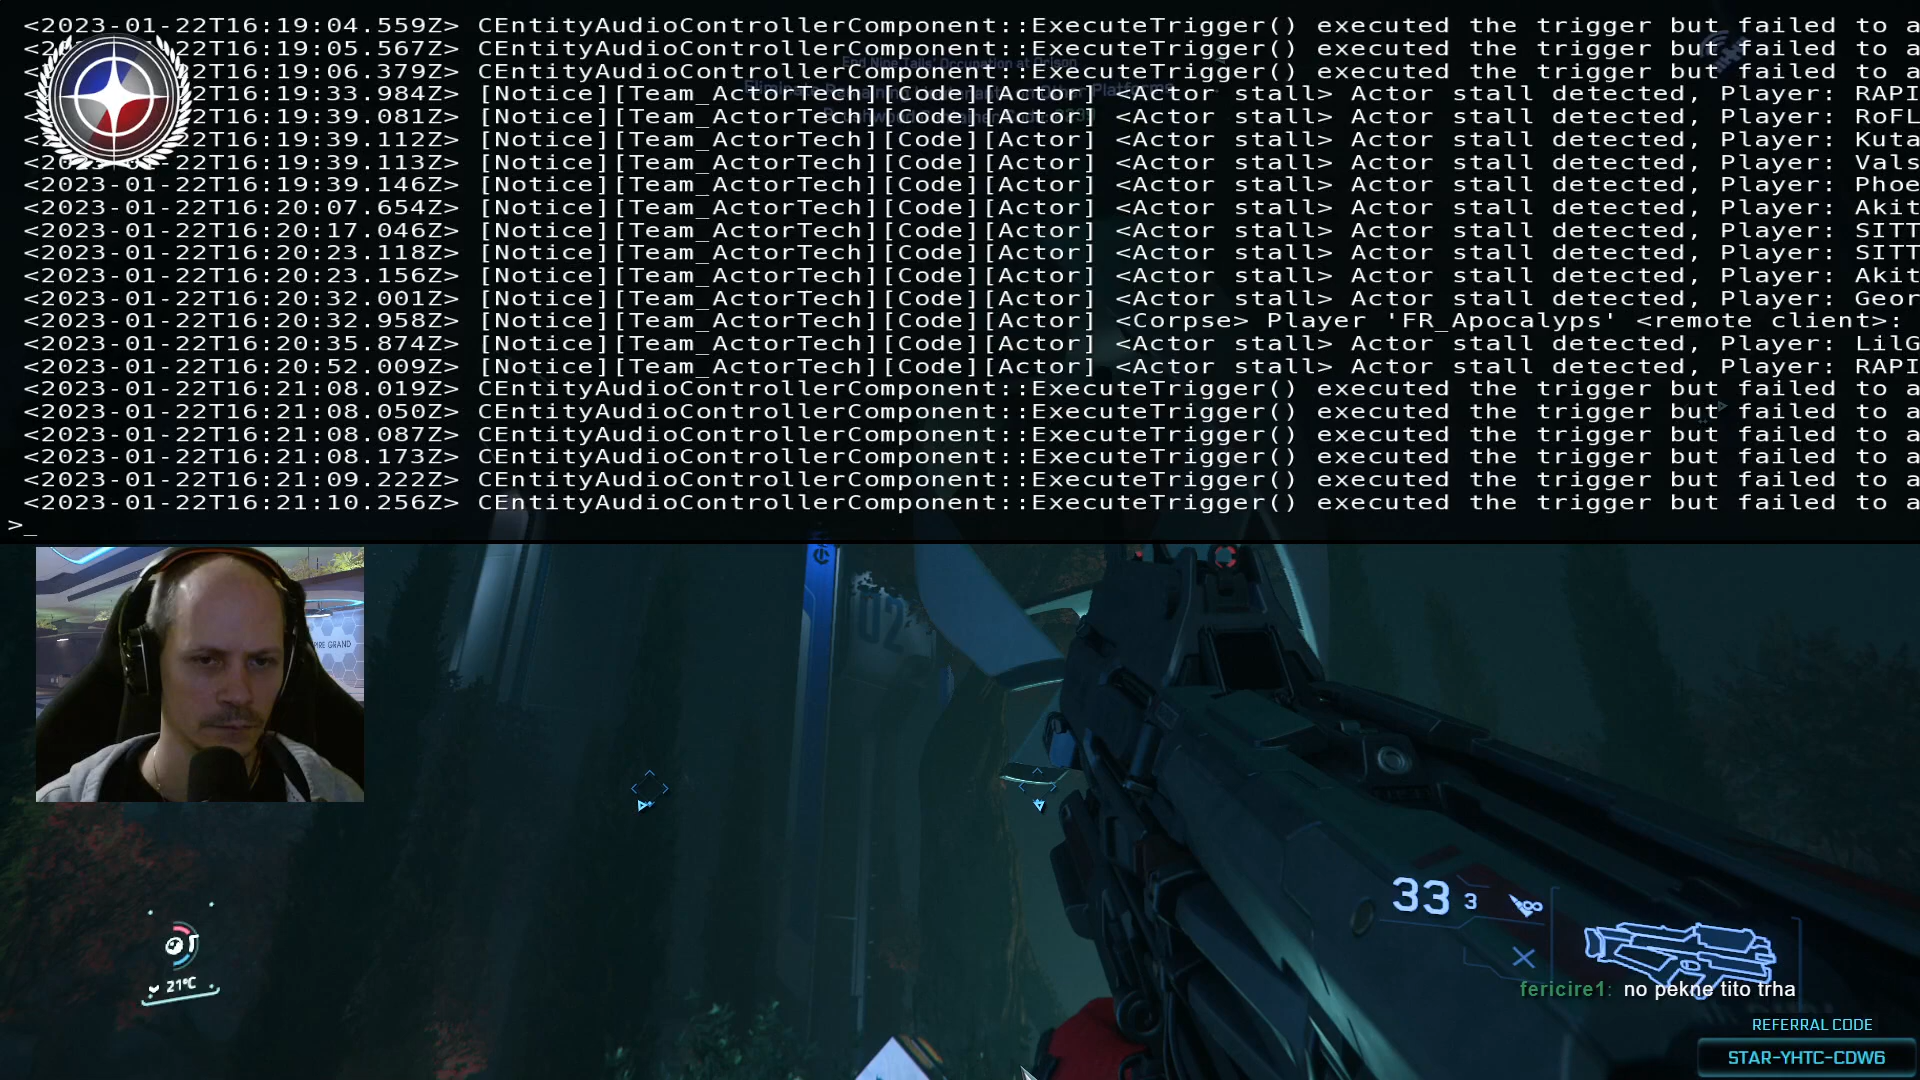 <2023-01-22T16:19:04.559Z> CEntityAudioControllerComponent::ExecuteTrigger() executed the trigger but failed to a
<2023-01-22T16:19:05.567Z> CEntityAudioControllerComponent::ExecuteTrigger() executed the trigger but failed to a
2023-01-22T16:19:06.379Z> CEntityAudioControllerComponent::ExecuteTrigger() executed the trigger but failed to a
T16:19:33.984Z> [Notice][Team_ActorTech][Code][Actor] <Actor stall> Actor stall detected, Player: RAPI
T16:19:39.081Z> [Notice][Team_ActorTech][Code][Actor] <Actor stall> Actor stall detected, Player: RoFL
T16:19:39.112Z> [Notice][Team_ActorTech][Code][Actor] <Actor stall> Actor stall detected, Player: Kuta
T16:19:39.113Z> [Notice][Team_ActorTech][Code][Actor] <Actor stall> Actor stall detected, Player: Vals
<2023-01-22T16:19:39.146Z> [Notice][Team_ActorTech][Code][Actor] <Actor stall> Actor stall detected, Player: Phoe
<2023-01-22T16:20:07.654Z> [Notice][Team_ActorTech][Code][Actor] <Actor stall> Actor stall detected, Player: Akit
<2023-01-22T16:20:17.046Z> [Notice][Team_ActorTech][Code][Actor] <Actor stall> Actor stall detected, Player: SITT
<2023-01-22T16:20:23.118Z> [Notice][Team_ActorTech][Code][Actor] <Actor stall> Actor stall detected, Player: SITT
<2023-01-22T16:20:23.156Z> [Notice][Team_ActorTech][Code][Actor] <Actor stall> Actor stall detected, Player: Akit
<2023-01-22T16:20:32.001Z> [Notice][Team_ActorTech][Code][Actor] <Actor stall> Actor stall detected, Player: Geor
<2023-01-22T16:20:32.958Z> [Notice][Team_ActorTech][Code][Actor] <Corpse> Player 'FR_Apocalyps' <remote client>:
<2023-01-22T16:20:35.874Z> [Notice][Team_ActorTech][Code][Actor] <Actor stall> Actor stall detected, Player: LilG
<2023-01-22T16:20:52.009Z> [Notice][Team_ActorTech][Code][Actor] <Actor stall> Actor stall detected, Player: RAPI
<2023-01-22T16:21:08.019Z> CEntityAudioControllerComponent::ExecuteTrigger() executed the trigger but failed to a
<2023-01-22T16:21:08.050Z> CEntityAudioControllerComponent::ExecuteTrigger() executed the trigger but failed to a
<2023-01-22T16:21:08.087Z> CEntityAudioControllerComponent::ExecuteTrigger() executed the trigger but failed to a
<2023-01-22T16:21:08.173Z> CEntityAudioControllerComponent::ExecuteTrigger() executed the trigger but failed to a
<2023-01-22T16:21:09.222Z> CEntityAudioControllerComponent::ExecuteTrigger() executed the trigger but failed to a
<2023-01-22T16:21:10.256Z> CEntityAudioControllerComponent::ExecuteTrigger() executed the trigger but failed to a
>_
End Nine Tails' Occupation at Orison
02
GRAND
33 3
21°C
fericire1: no pekne tito trha
REFERRAL CODE
STAR-YHTC-CDW6